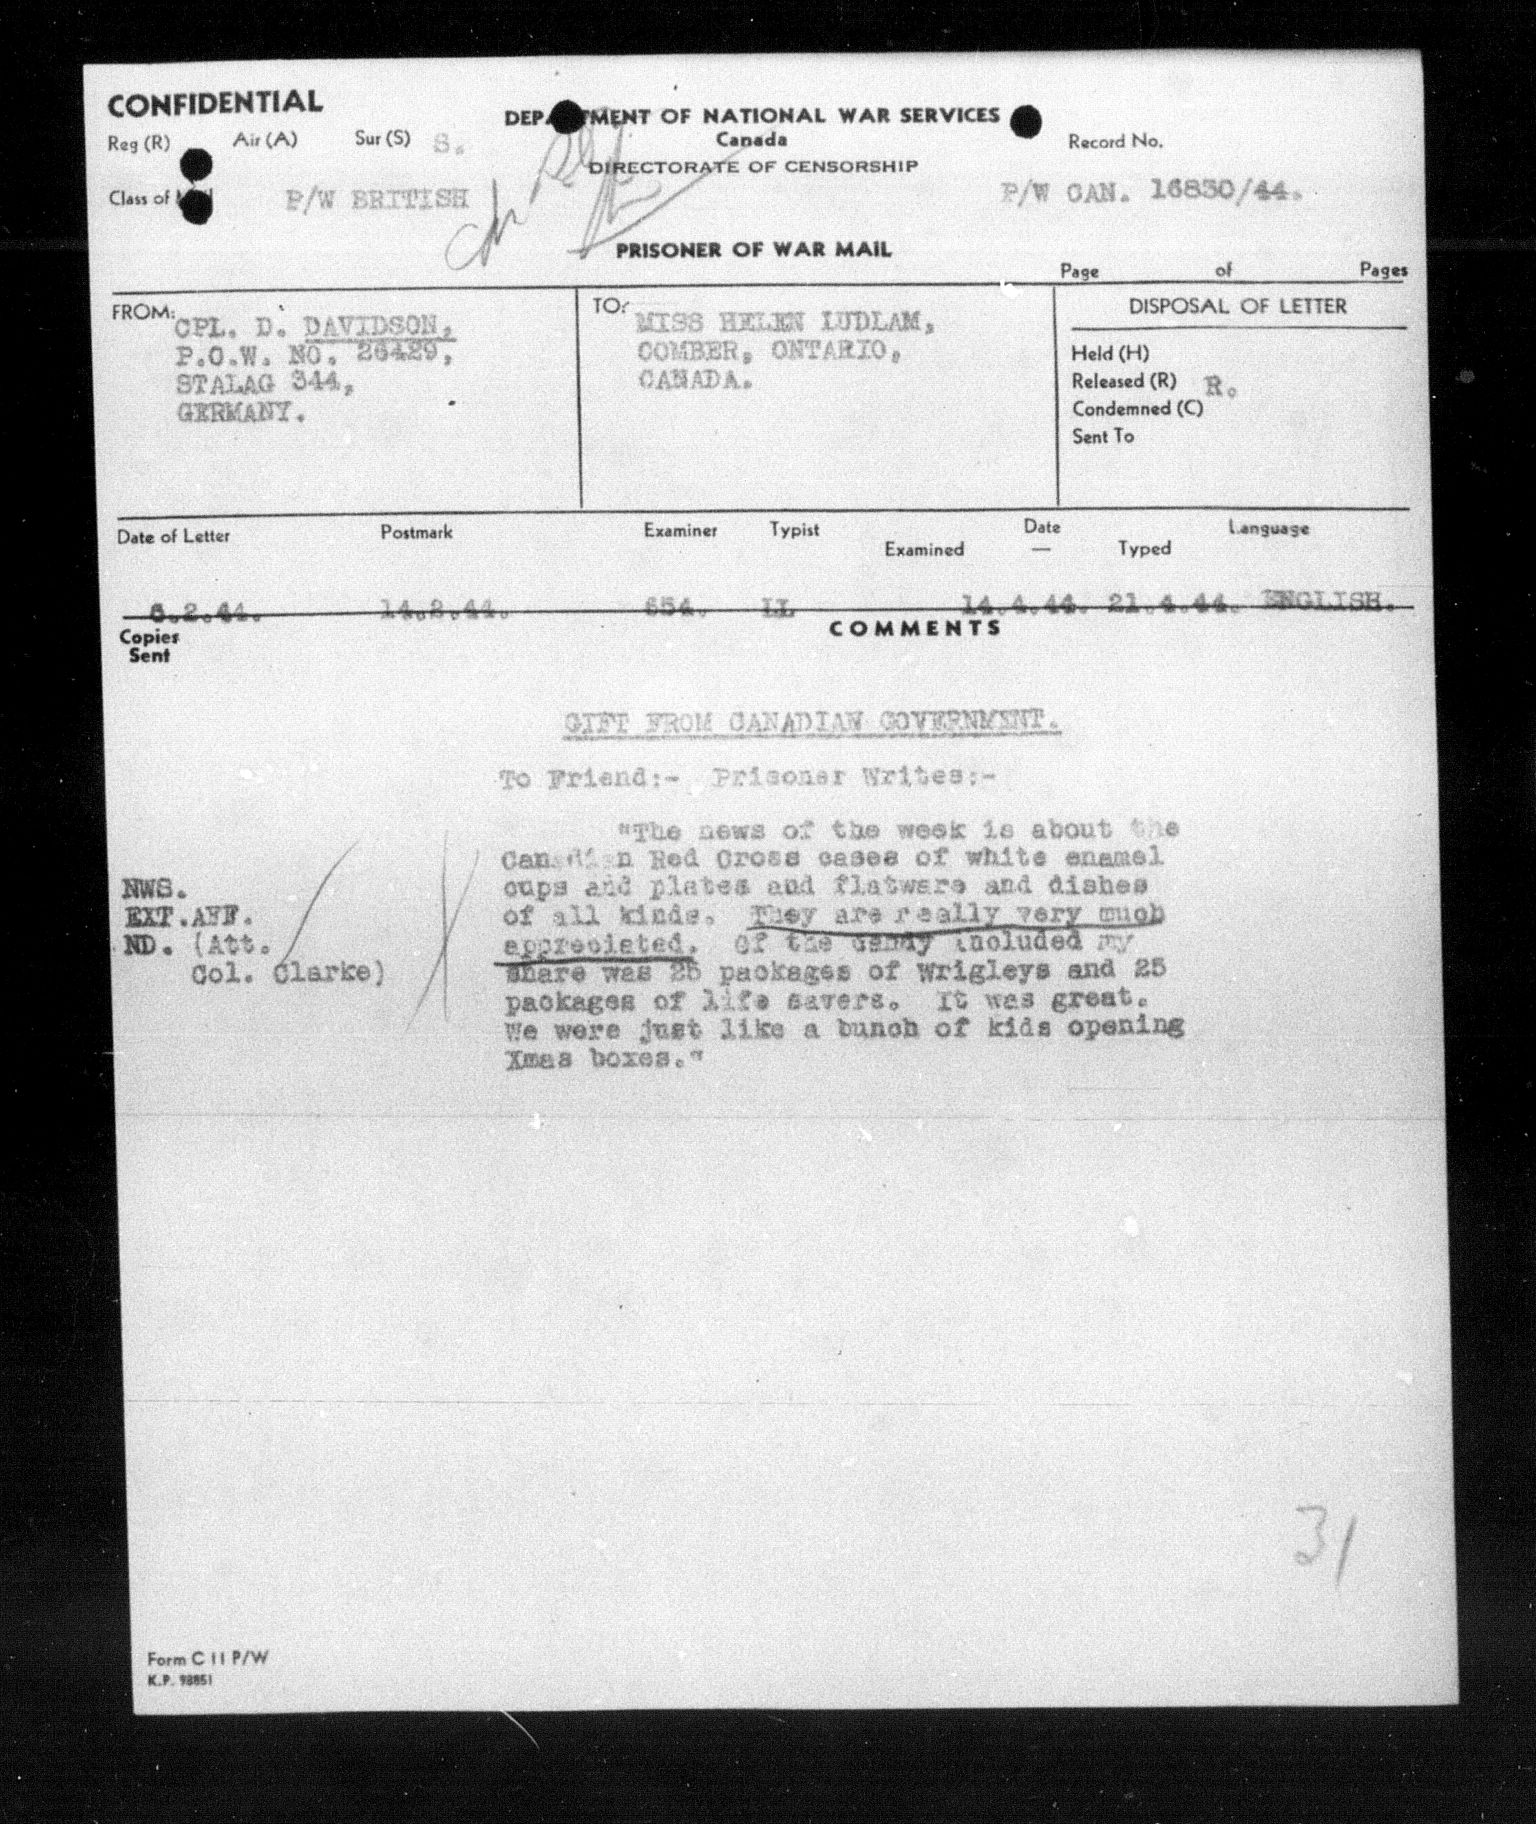 CONFIDENTIAL
DEPARTMENT OF NATIONAL WAR SERVICES
Reg (R) Air (A) Sur (S) S. Canada Record No.
DIRECTORATE OF CENSORSHIP
Class of Mail P/W BRITISH P/W CAN. 16850/44.
PRISONER OF WAR MAIL
Page of Pages
FROM: CPL. D. DAVIDSON,
P.O.W. NO. 26429,
STALAG 344,
GERMANY.
TO: MISS HELEN LUDLAM,
COMBER, ONTARIO,
CANADA.
DISPOSAL OF LETTER
Held (H)
Released (R) R.
Condemned (C)
Sent To
Date of Letter Postmark Examiner Typist Date Language
Examined — Typed
6.2.44. 14.2.44. 654. LL 14.4.44. 21.4.44. ENGLISH.
Copies
Sent
COMMENTS
GIFT FROM CANADIAN GOVERNMENT.
To Friend:- Prisoner Writes:-
"The news of the week is about the
Canadian Red Cross cases of white enamel
cups and plates and flatware and dishes
of all kinds. They are really very much
appreciated. Of the candy included my
share was 25 packages of Wrigleys and 25
packages of life savers. It was great.
We were just like a bunch of kids opening
Xmas boxes."
NWS.
EXT.AFF.
ND. (Att.
Col. Clarke)
31
Form C 11 P/W
K.P. 98851